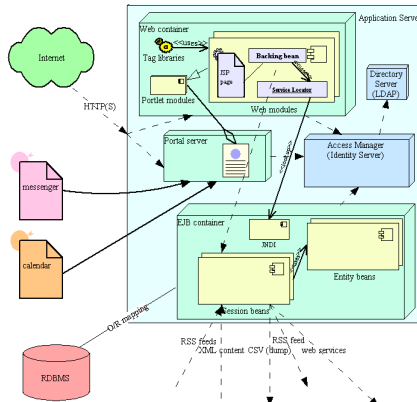 Application Serve
Web container
<<uses>>
Tag libraries
Backing bean
JSP
page
Service Locator
Portlet modules
Web modules
Internet
HTTP(S)
Directory
Server
(LDAP)
Portal server
Access Manager
(Identity Server)
messenger
<<lookup>>
calendar
EJB container
JNDI
Entity beans
Session beans
O/R mapping
RDBMS
RSS feeds
XML content
CSV (dump)
RSS feed
web services